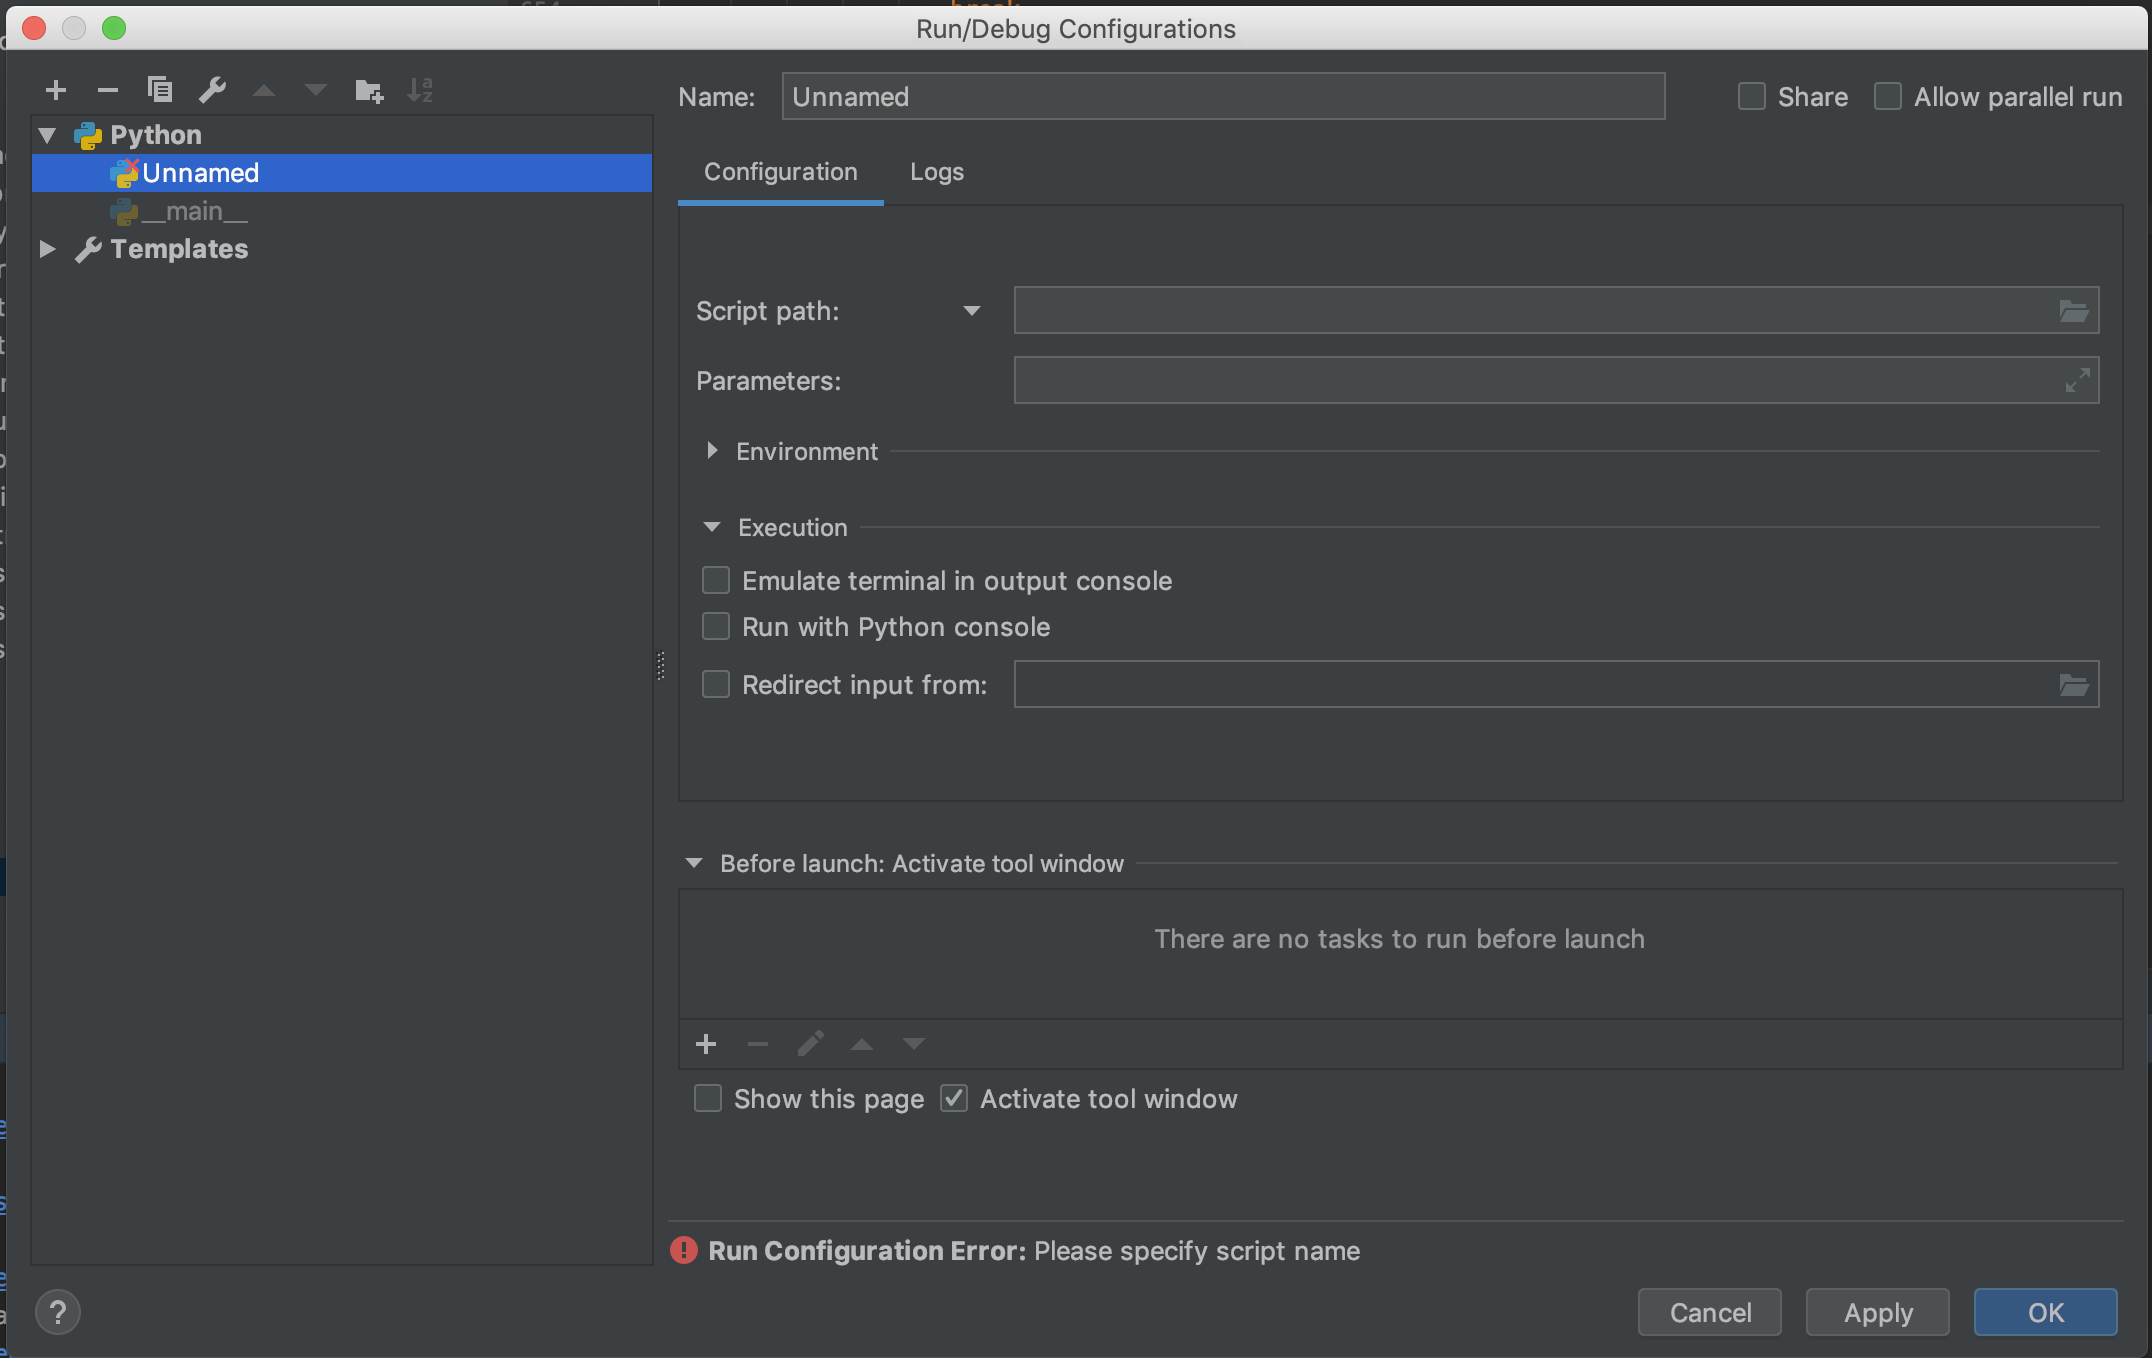 Run/Debug Configurations
Name: Unnamed Share Allow parallel run
Python
Unnamed
__main__
Templates
Configuration Logs
Script path:
Parameters:
Environment
Execution
Emulate terminal in output console
Run with Python console
Redirect input from:
Before launch: Activate tool window
There are no tasks to run before launch
Show this page Activate tool window
Run Configuration Error: Please specify script name
? Cancel Apply OK